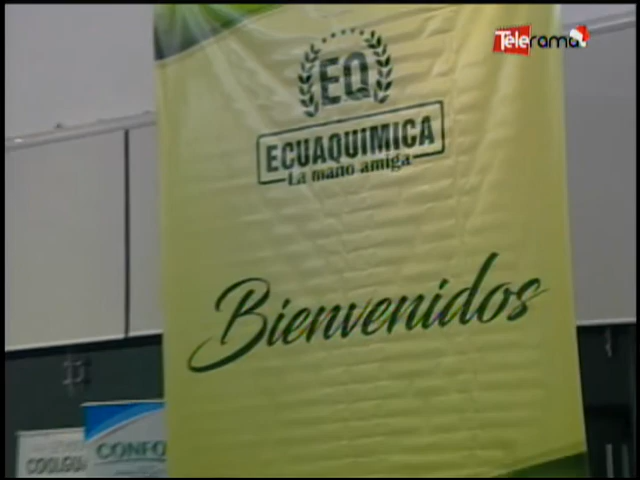 Telerama
EQ
ECUAQUIMICA
La mano amiga
Bienvenidos